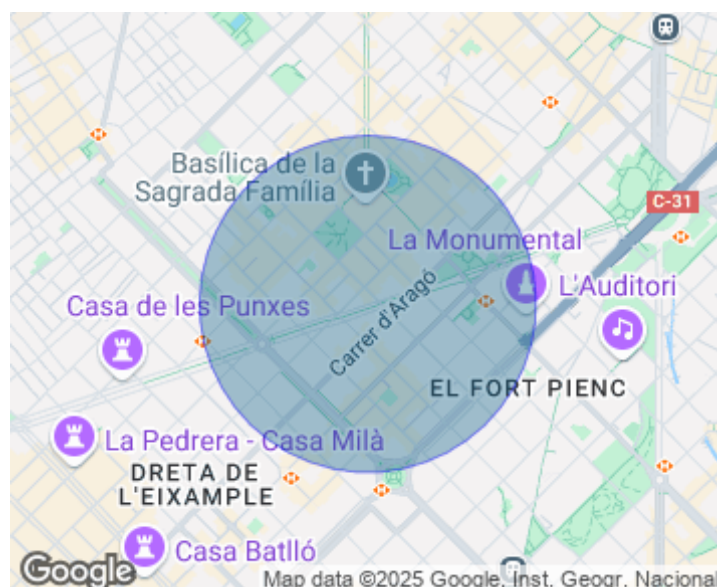 Basílica de la
Sagrada Família
C-31
La Monumental
L'Auditori
Casa de les Punxes
Carrer d'Aragó
EL FORT PIENC
La Pedrera - Casa Milà
DRETA DE
L'EIXAMPLE
Casa Batlló
Google
Map data ©2025 Google, Inst. Geogr. Nacional